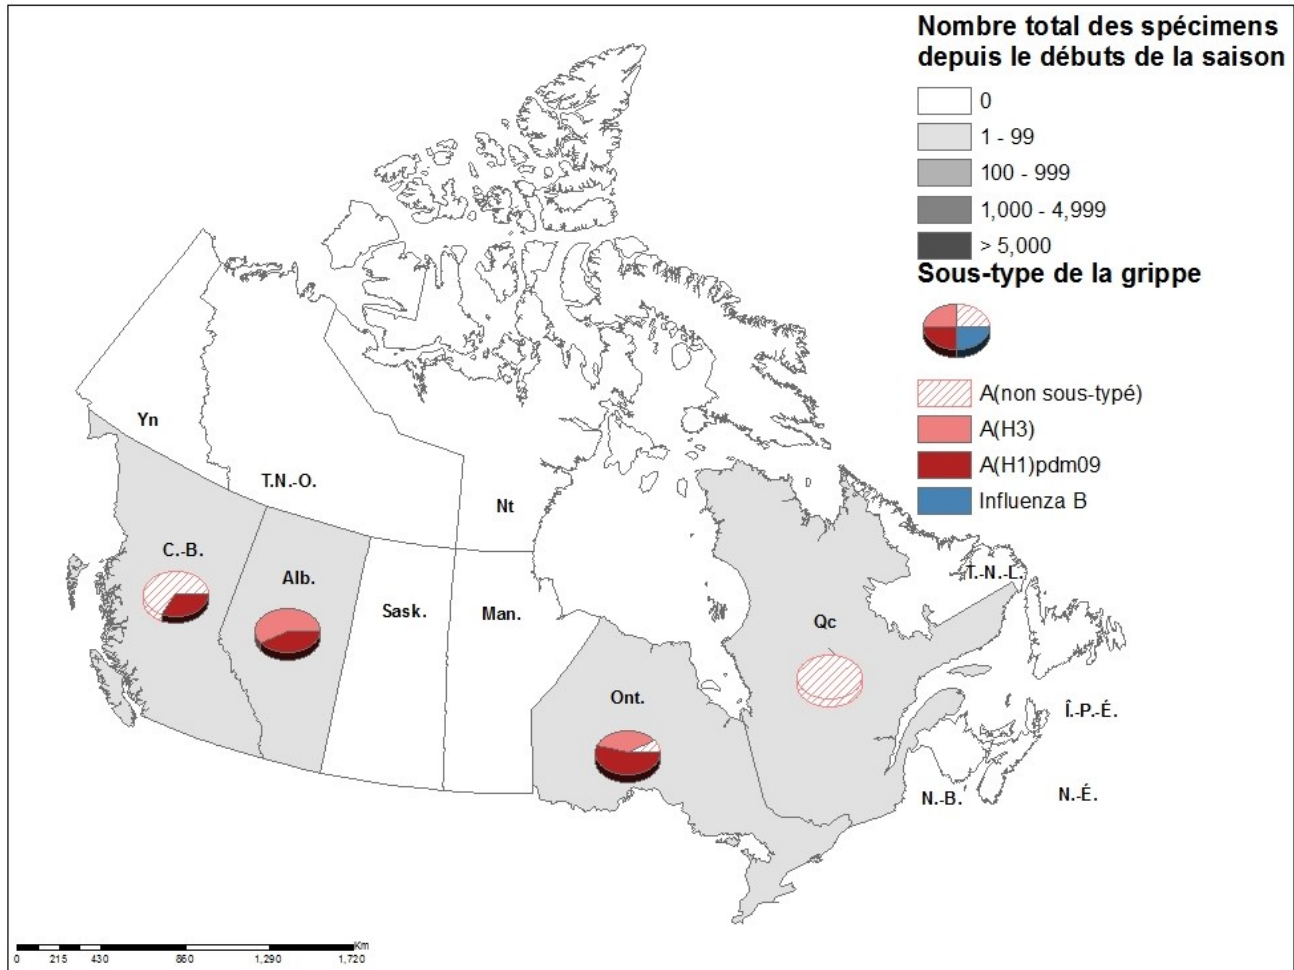 Nombre total des spécimens
depuis le débuts de la saison
0
1 - 99
100 - 999
1,000 - 4,999
> 5,000
Sous-type de la grippe
A(non sous-typé)
A(H3)
A(H1)pdm09
Influenza B
Yn
T.N.-O.
Nt
C.-B.
Alb.
Sask.
Man.
Ont.
Qc
T.-N.-L.
Î.-P.-É.
N.-B.
N.-É.
Km
0 215 430 860 1,290 1,720